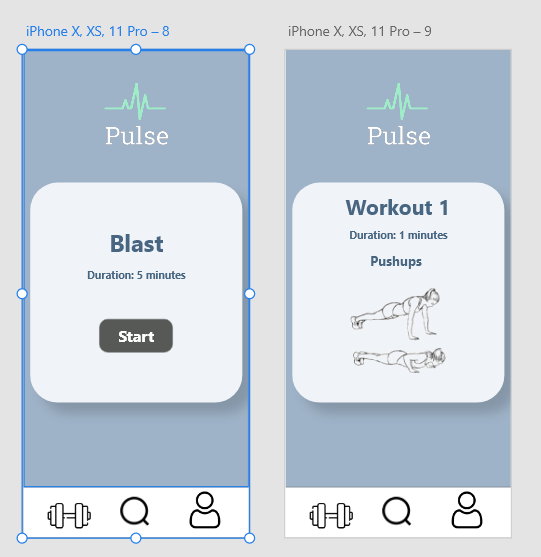 iPhone X, XS, 11 Pro – 8
Pulse
Blast
Duration: 5 minutes
Start
iPhone X, XS, 11 Pro – 9
Pulse
Workout 1
Duration: 1 minutes
Pushups